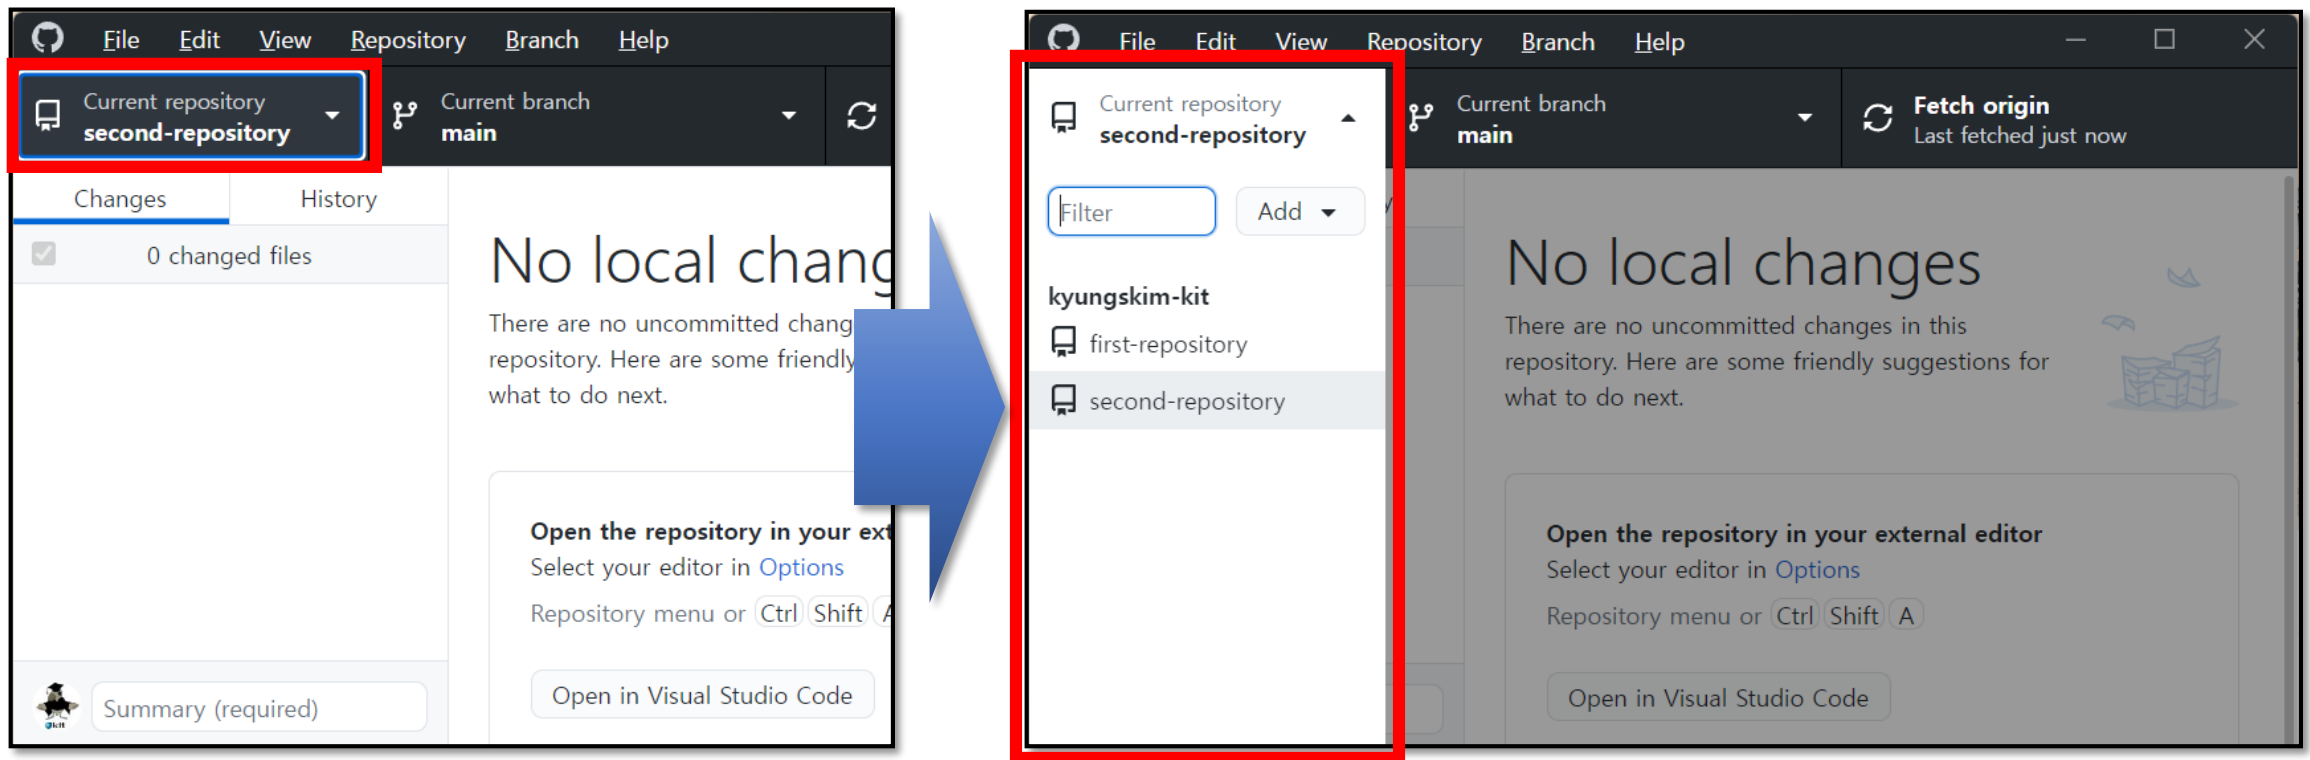 File Edit View Repository Branch Help
Current repository
second-repository
Current branch
main
Changes History
0 changed files
No local chang
There are no uncommitted chang
repository. Here are some friendly
what to do next.
Open the repository in your ext
Select your editor in Options
Repository menu or Ctrl Shift A
Open in Visual Studio Code
Summary (required)
kit
File Edit View Repository Branch Help
Current repository
second-repository
Current branch
main
Fetch origin
Last fetched just now
Filter Add
y
kyungskim-kit
first-repository
second-repository
No local changes
There are no uncommitted changes in this
repository. Here are some friendly suggestions for
what to do next.
Open the repository in your external editor
Select your editor in Options
Repository menu or Ctrl Shift A
Open in Visual Studio Code